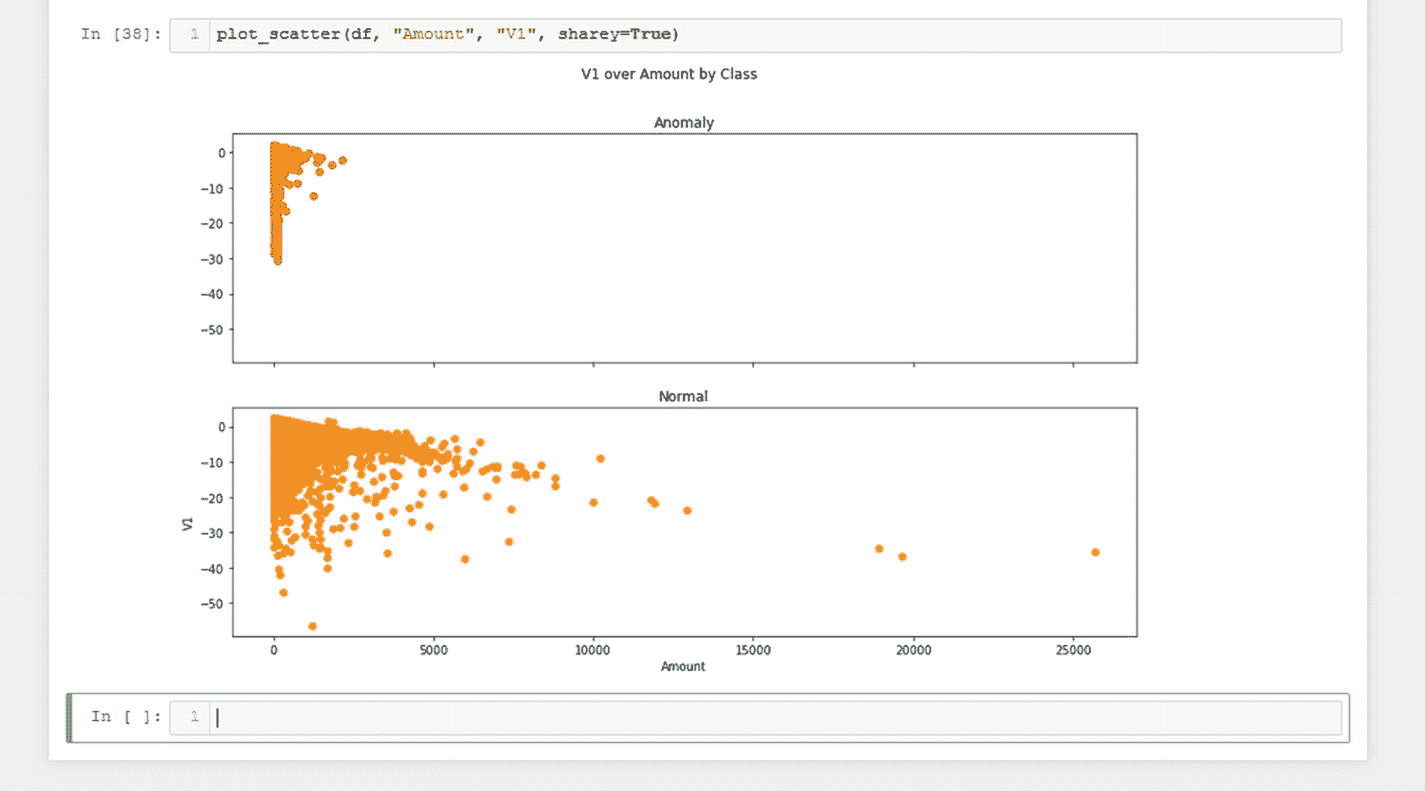 In [38]: 1 plot_scatter(df, "Amount", "V1", sharey=True)
V1 over Amount by Class
Anomaly
0
−10
−20
−30
−40
−50
Normal
0
−10
−20
−30
−40
−50
V1
0 5000 10000 15000 20000 25000
Amount
In [ ]: 1